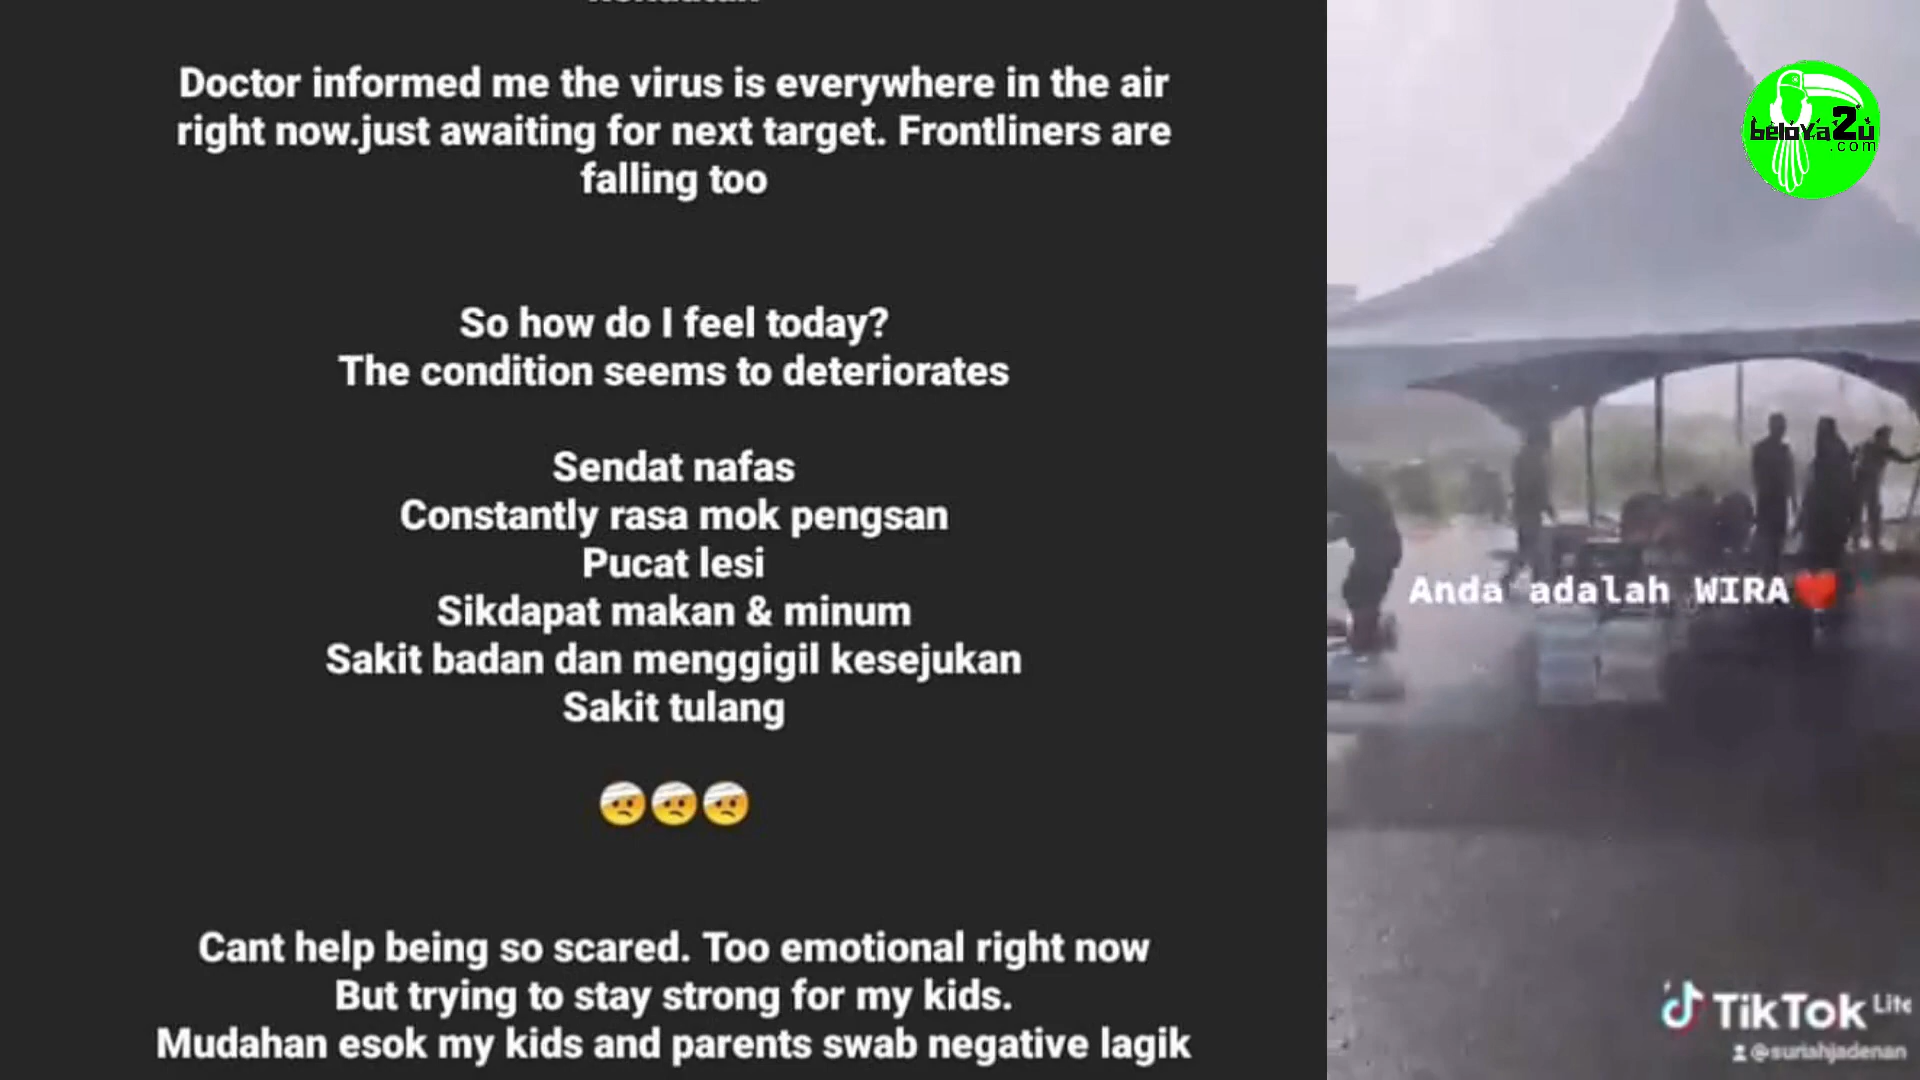 Doctor informed me the virus is everywhere in the air
right now.just awaiting for next target. Frontliners are
falling too
So how do I feel today?
The condition seems to deteriorates
Sendat nafas
Constantly rasa mok pengsan
Pucat lesi
Sikdapat makan & minum
Sakit badan dan menggigil kesejukan
Sakit tulang
🤕🤕🤕
Cant help being so scared. Too emotional right now
But trying to stay strong for my kids.
Mudahan esok my kids and parents swab negative lagik
beloYa2u
.com
Anda adalah WIRA❤️
TikTok Lite
@suriahjadenan